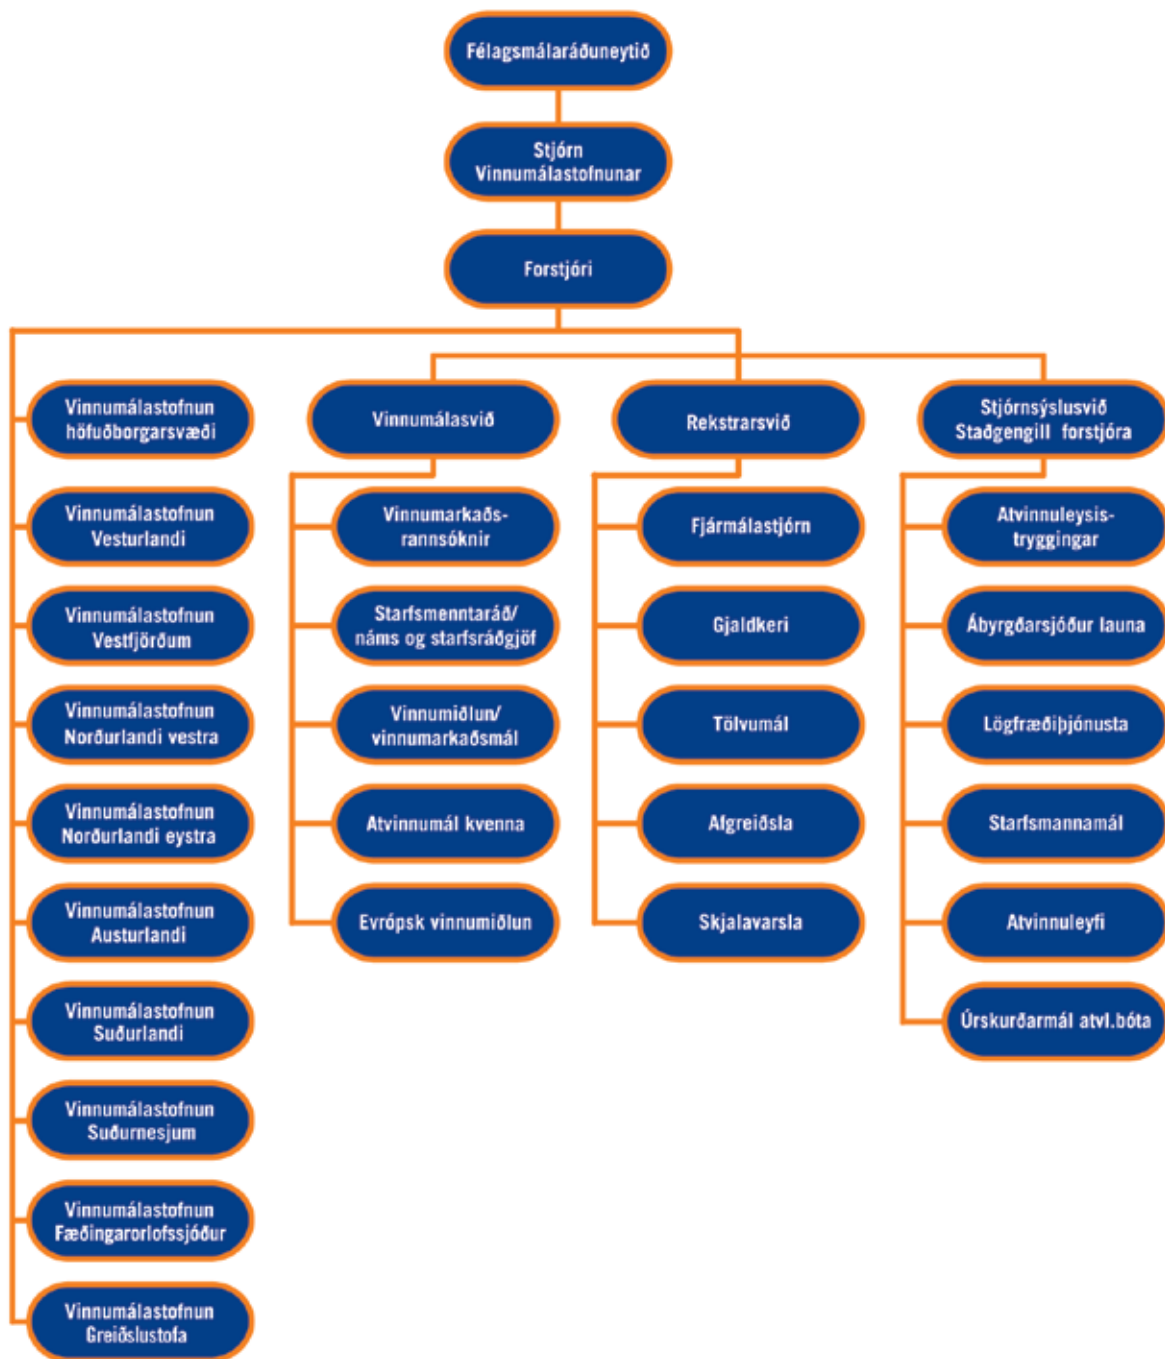 Félagsmálaráðuneytið
Stjórn
Vinnumálastofnunar
Forstjóri
Vinnumálastofnun
höfuðborgarsvæði
Vinnumálastofnun
Vesturlandi
Vinnumálastofnun
Vestfjörðum
Vinnumálastofnun
Norðurlandi vestra
Vinnumálastofnun
Norðurlandi eystra
Vinnumálastofnun
Austurlandi
Vinnumálastofnun
Suðurlandi
Vinnumálastofnun
Suðurnesjum
Vinnumálastofnun
Fæðingarorlofssjóður
Vinnumálastofnun
Greiðslustofa
Vinnumálasvið
Vinnumarkaðs-
rannsóknir
Starfsmenntaráð/
náms og starfsráðgjöf
Vinnumiðlun/
vinnumarkaðsmál
Atvinnumál kvenna
Evrópsk vinnumiðlun
Rekstrarsvið
Fjármálastjórn
Gjaldkeri
Tölvumál
Afgreiðsla
Skjalavarsla
Stjórnsýslusvið
Staðgengill forstjóra
Atvinnuleysis-
tryggingar
Ábyrgðarsjóður launa
Lögfræðiþjónusta
Starfsmannamál
Atvinnuleyfi
Úrskurðarmál atvl.bóta